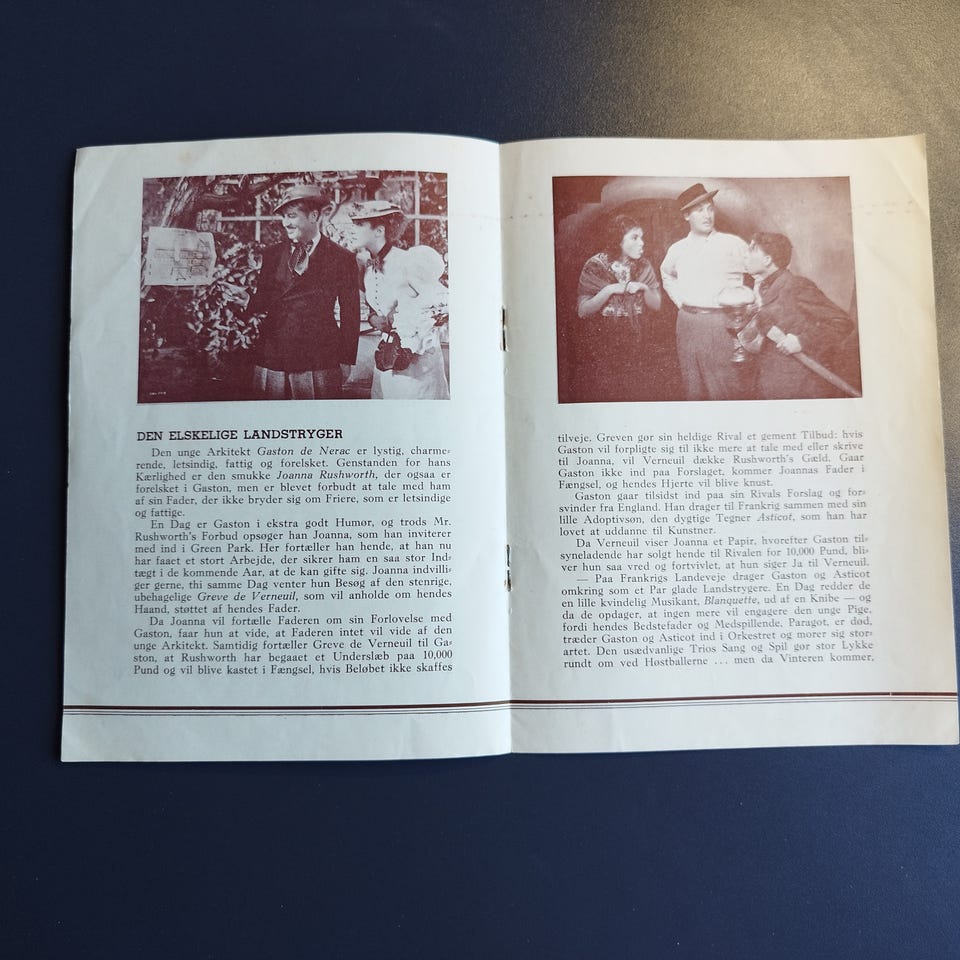 DEN ELSKELIGE LANDSTRYGER
Den unge Arkitekt Gaston de Nerac er lystig, charme-
rende, letsindig, fattig og forelsket. Genstanden for hans
Kærlighed er den smukke Joanna Rushworth, der ogsaa er
forelsket i Gaston, men er blevet forbudt at tale med ham
af sin Fader, der ikke bryder sig om Friere, som er letsindige
og fattige.
En Dag er Gaston i ekstra godt Humør, og trods Mr.
Rushworth's Forbud opsøger han Joanna, som han inviterer
med ind i Green Park. Her fortæller han hende, at han nu
har faaet et stort Arbejde, der sikrer ham en saa stor Ind-
tægt i de kommende Aar, at de kan gifte sig. Joanna indvilli-
ger gerne, thi samme Dag venter hun Besøg af den stenrige,
ubehagelige Greve de Verneuil, som vil anholde om hendes
Haand, støttet af hendes Fader.
Da Joanna vil fortælle Faderen om sin Forlovelse med
Gaston, faar hun at vide, at Faderen intet vil vide af den
unge Arkitekt. Samtidig fortæller Greve de Verneuil til Ga-
ston, at Rushworth har begaaet et Underslæb paa 10,000
Pund og vil blive kastet i Fængsel, hvis Beløbet ikke skaffes
tilveje. Greven gør sin heldige Rival et gement Tilbud: hvis
Gaston vil forpligte sig til ikke mere at tale med eller skrive
til Joanna, vil Verneuil dække Rushworth's Gæld. Gaar
Gaston ikke ind paa Forslaget, kommer Joannas Fader i
Fængsel, og hendes Hjerte vil blive knust.
Gaston gaar tilsidst ind paa sin Rivals Forslag og for-
svinder fra England. Han drager til Frankrig sammen med sin
lille Adoptivsøn, den dygtige Tegner Asticot, som han har
lovet at uddanne til Kunstner.
Da Verneuil viser Joanna et Papir, hvorefter Gaston til-
syneladende har solgt hende til Rivalen for 10,000 Pund, bli-
ver hun saa vred og fortvivlet, at hun siger Ja til Verneuil.
— Paa Frankrigs Landeveje drager Gaston og Asticot
omkring som et Par glade Landstrygere. En Dag redder de
en lille kvindelig Musikant, Blanquette, ud af en Knibe — og
da de opdager, at ingen mere vil engagere den unge Pige,
fordi hendes Bedstefader og Medspillende, Paragot, er død,
træder Gaston og Asticot ind i Orkestret og morer sig stor-
artet. Den usædvanlige Trios Sang og Spil gør stor Lykke
rundt om ved Høstballerne ... men da Vinteren kommer,